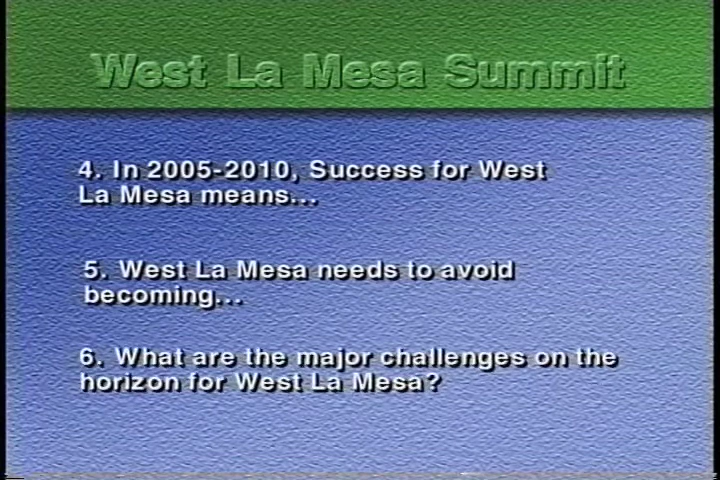 West La Mesa Summit
4. In 2005-2010, Success for West
La Mesa means...
5. West La Mesa needs to avoid
becoming...
6. What are the major challenges on the
horizon for West La Mesa?